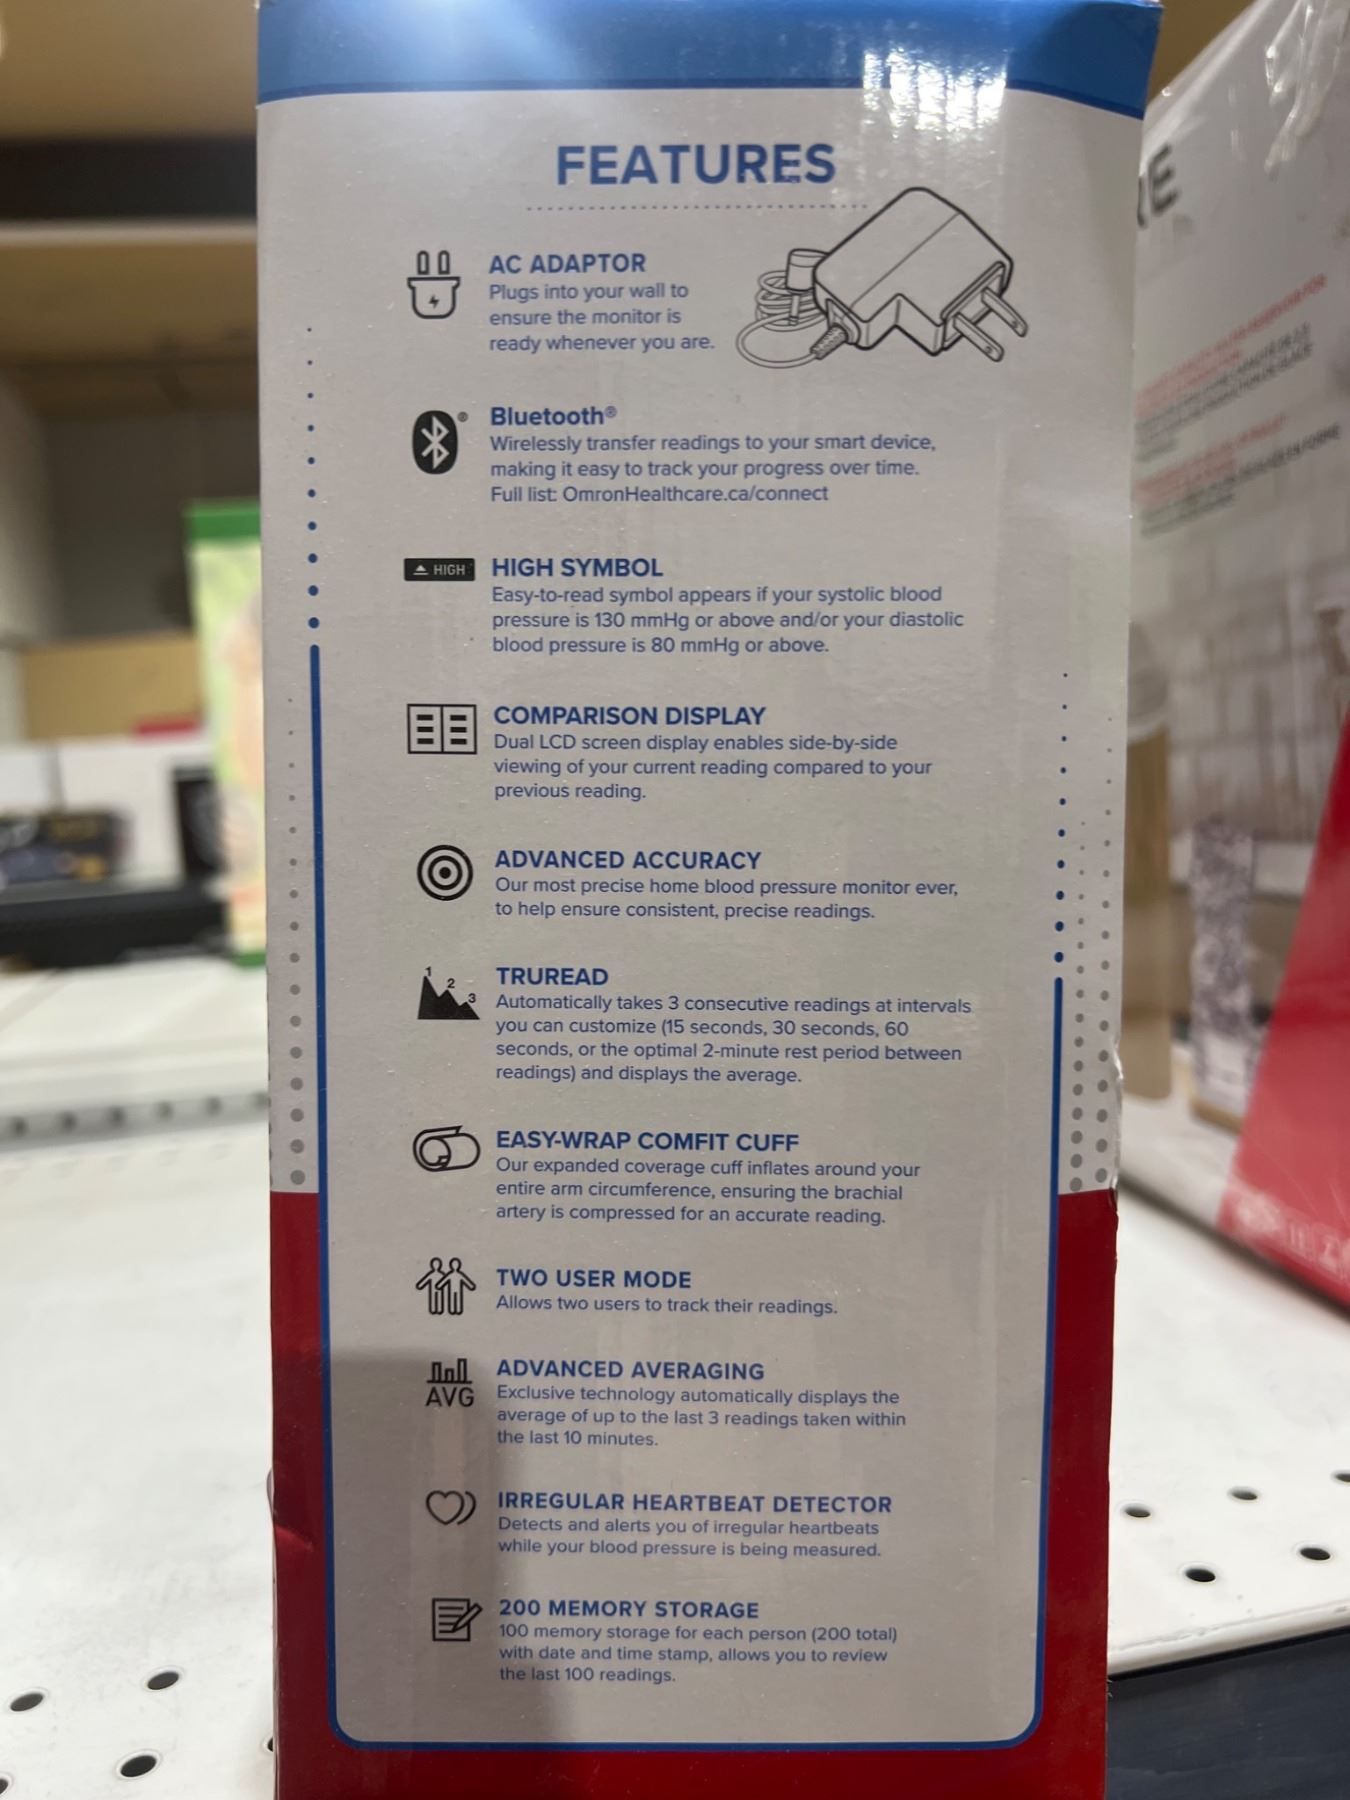 FEATURES
AC ADAPTOR
Plugs into your wall to
ensure the monitor is
ready whenever you are.
Bluetooth®
Wirelessly transfer readings to your smart device,
making it easy to track your progress over time.
Full list: OmronHealthcare.ca/connect
HIGH
HIGH SYMBOL
Easy-to-read symbol appears if your systolic blood
pressure is 130 mmHg or above and/or your diastolic
blood pressure is 80 mmHg or above.
COMPARISON DISPLAY
Dual LCD screen display enables side-by-side
viewing of your current reading compared to your
previous reading.
ADVANCED ACCURACY
Our most precise home blood pressure monitor ever,
to help ensure consistent, precise readings.
1 2 3
TRUREAD
Automatically takes 3 consecutive readings at intervals
you can customize (15 seconds, 30 seconds, 60
seconds, or the optimal 2-minute rest period between
readings) and displays the average.
EASY-WRAP COMFIT CUFF
Our expanded coverage cuff inflates around your
entire arm circumference, ensuring the brachial
artery is compressed for an accurate reading.
TWO USER MODE
Allows two users to track their readings.
AVG
ADVANCED AVERAGING
Exclusive technology automatically displays the
average of up to the last 3 readings taken within
the last 10 minutes.
IRREGULAR HEARTBEAT DETECTOR
Detects and alerts you of irregular heartbeats
while your blood pressure is being measured.
200 MEMORY STORAGE
100 memory storage for each person (200 total)
with date and time stamp, allows you to review
the last 100 readings.